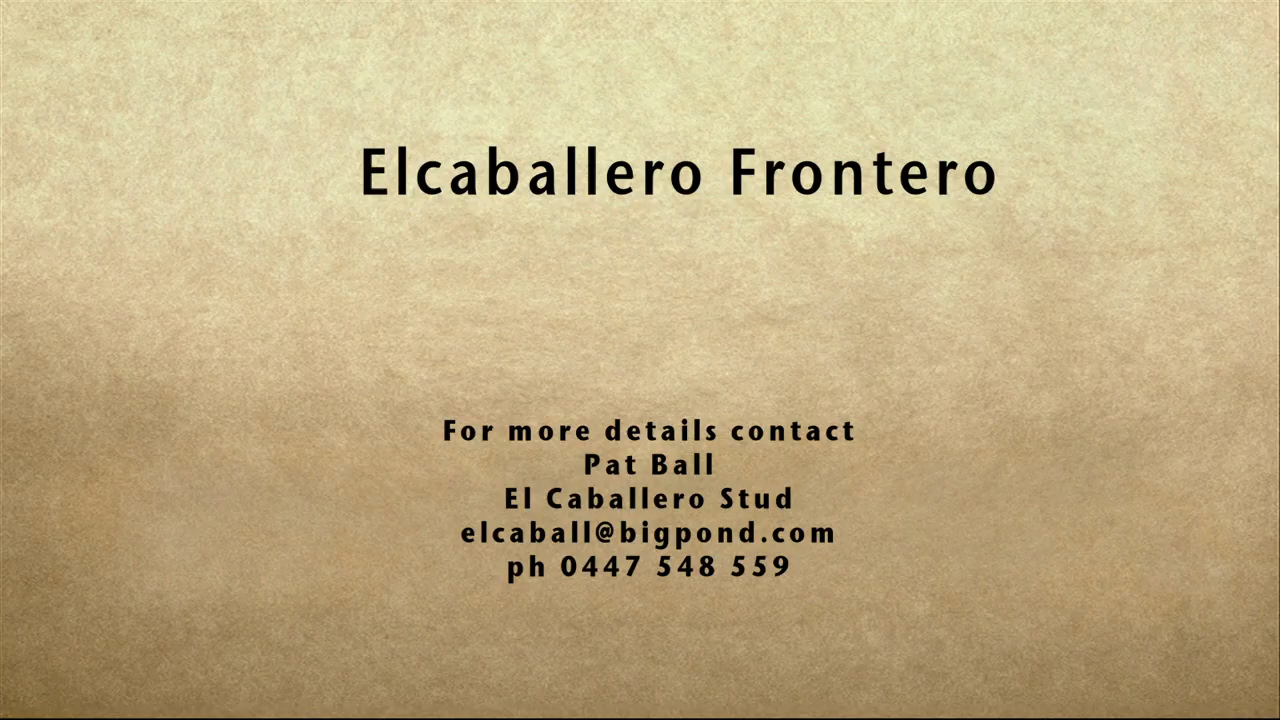 Elcaballero Frontero
For more details contact
Pat Ball
El Caballero Stud
elcaball@bigpond.com
ph 0447 548 559